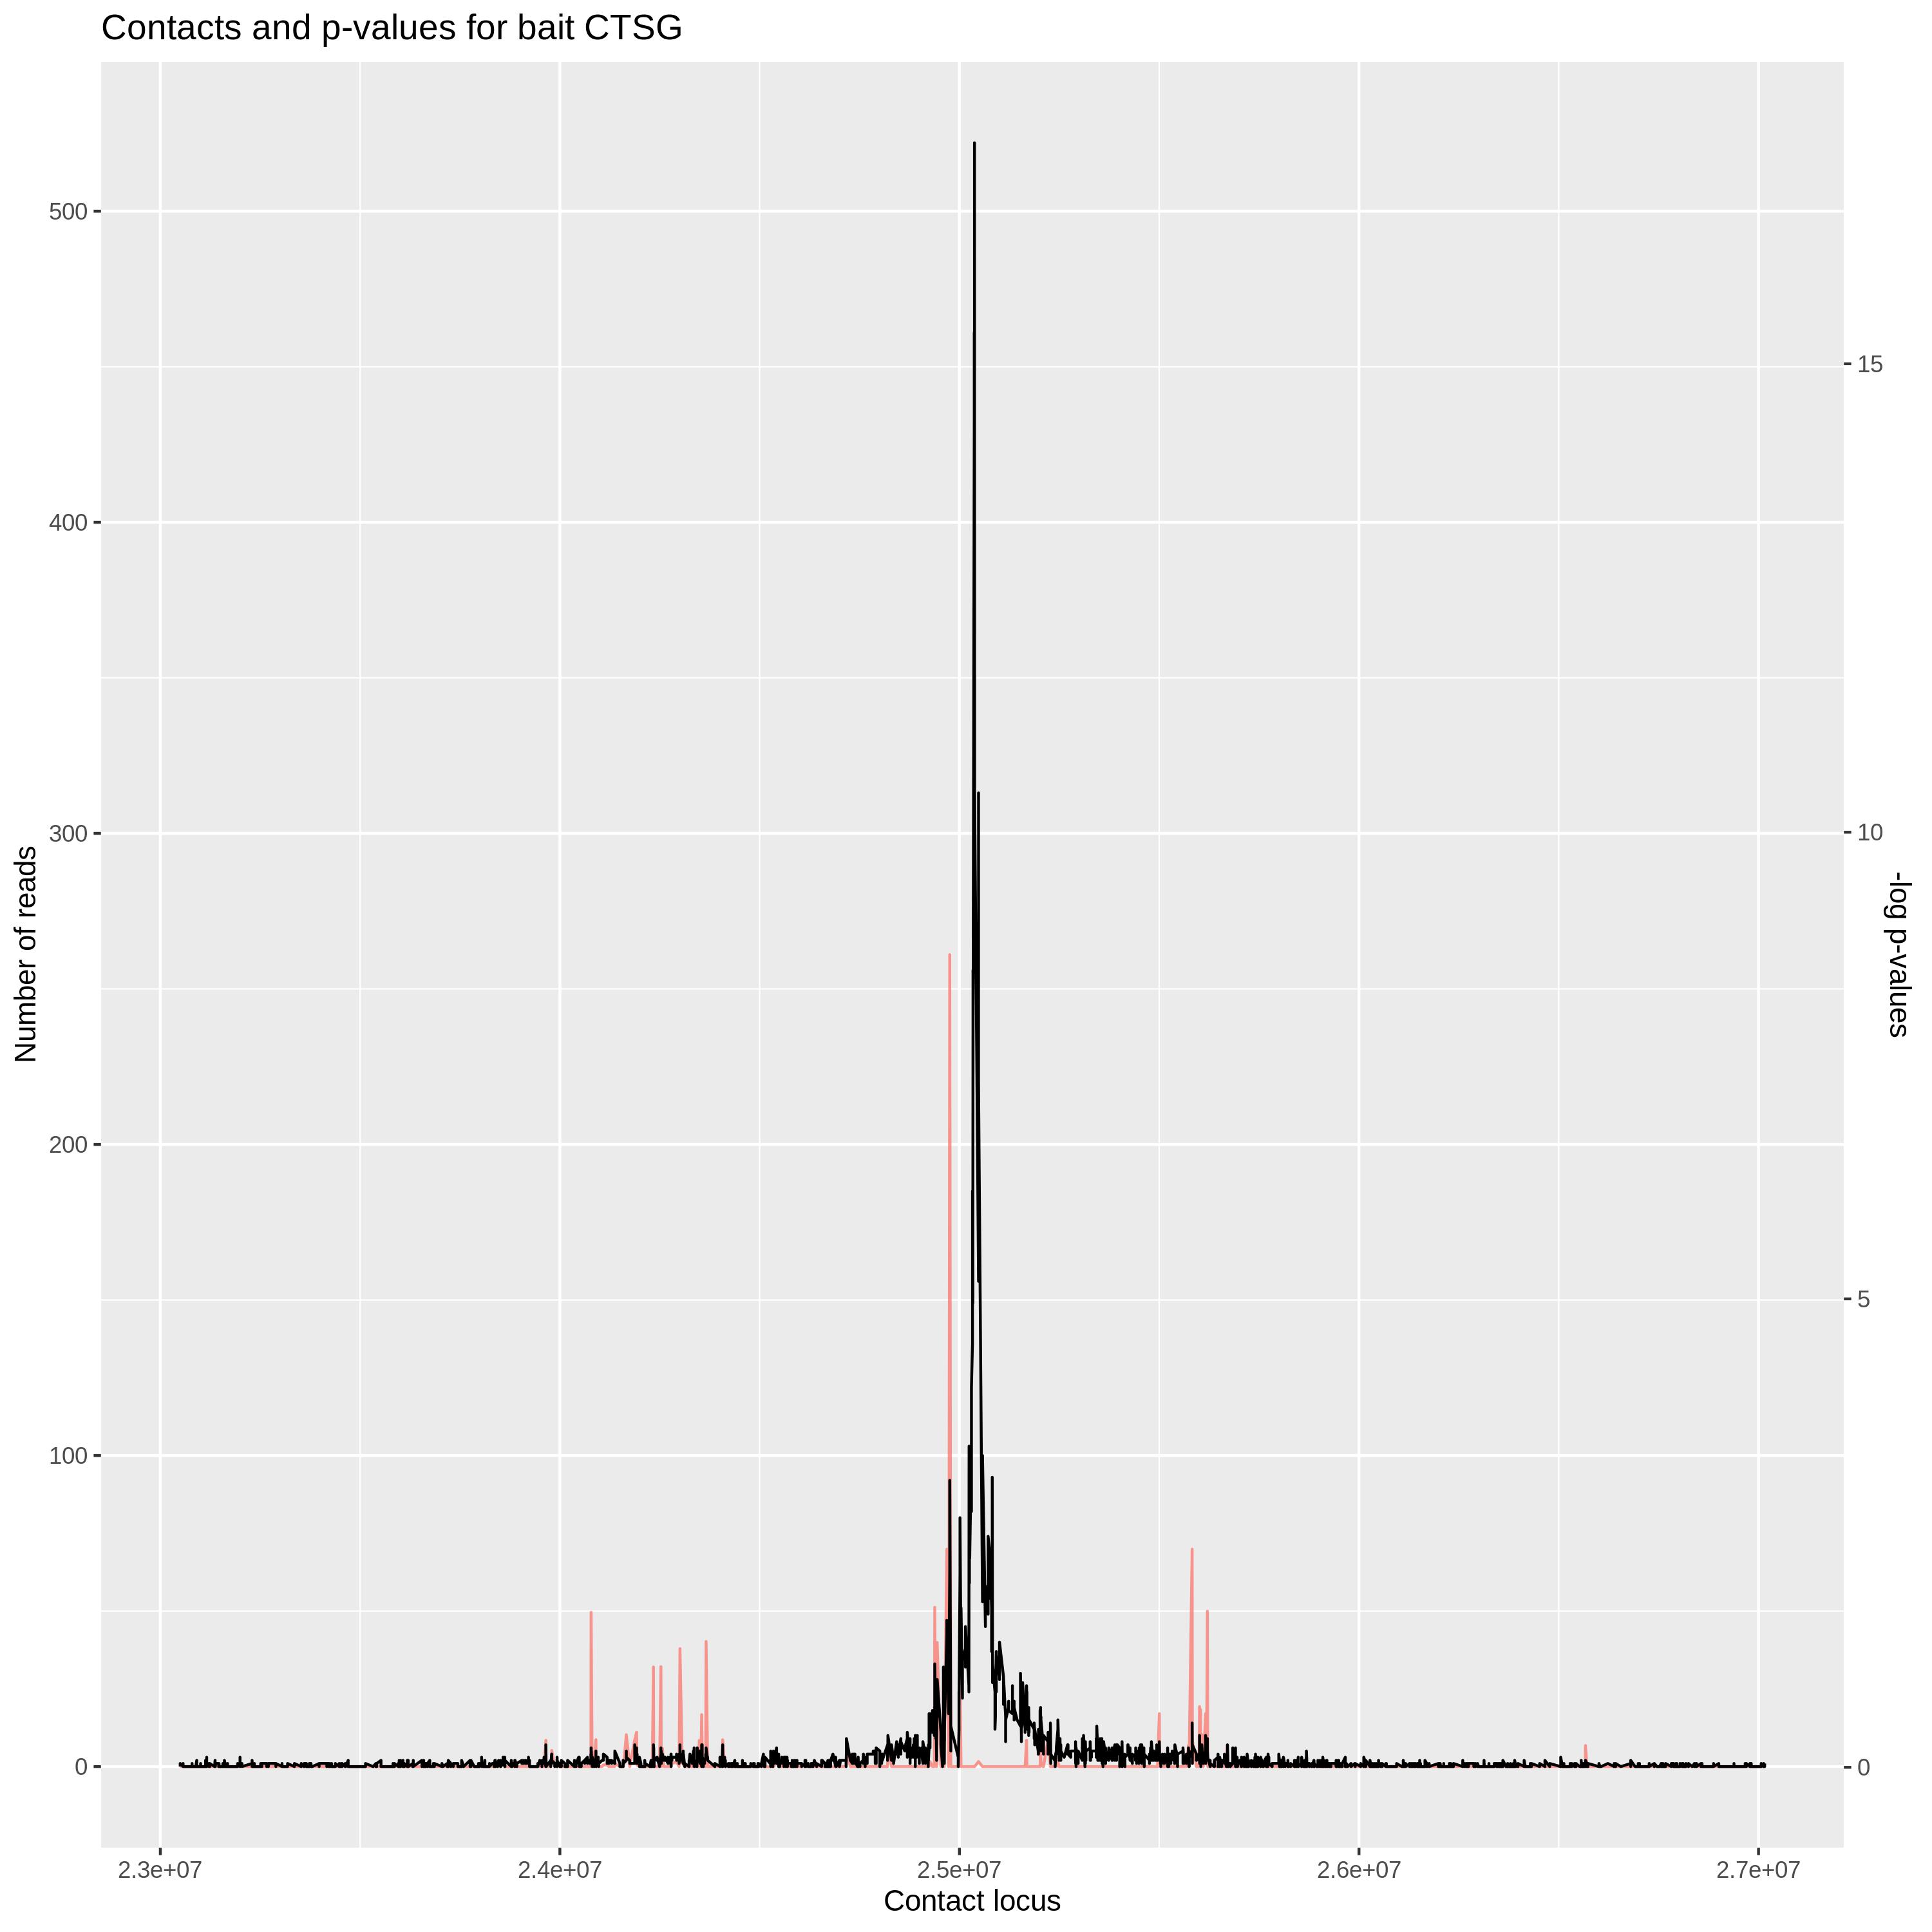 Contacts and p-values for bait CTSG
Number of reads
500
400
300
200
100
0
15
10
5
0
-log p-values
2.3e+07
2.4e+07
2.5e+07
2.6e+07
2.7e+07
Contact locus